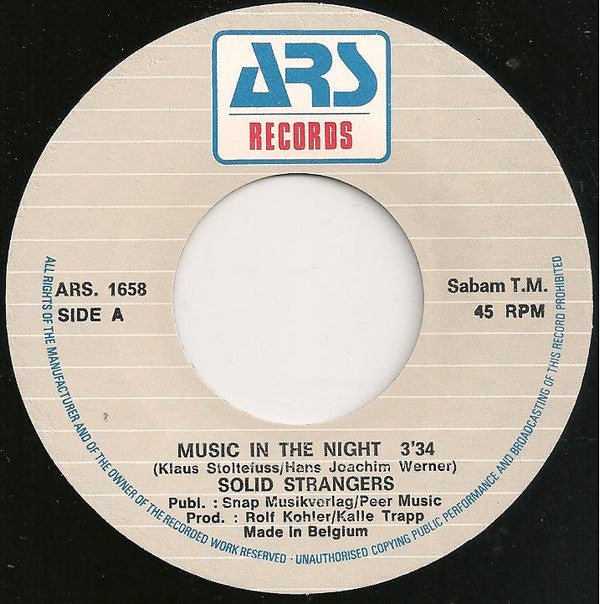 ARS
RECORDS
ARS. 1658
SIDE A
Sabam T.M.
45 RPM
MUSIC IN THE NIGHT 3'34
(Klaus Stoltefuss/Hans Joachim Werner)
SOLID STRANGERS
Publ. : Snap Musikverlag/Peer Music
Prod. : Rolf Kohler/Kalle Trapp
Made in Belgium
ALL RIGHTS OF THE MANUFACTURER AND OF THE OWNER OF THE RECORDED WORK RESERVED - UNAUTHORISED COPYING PUBLIC PERFORMANCE AND BROADCASTING OF THIS RECORD PROHIBITED